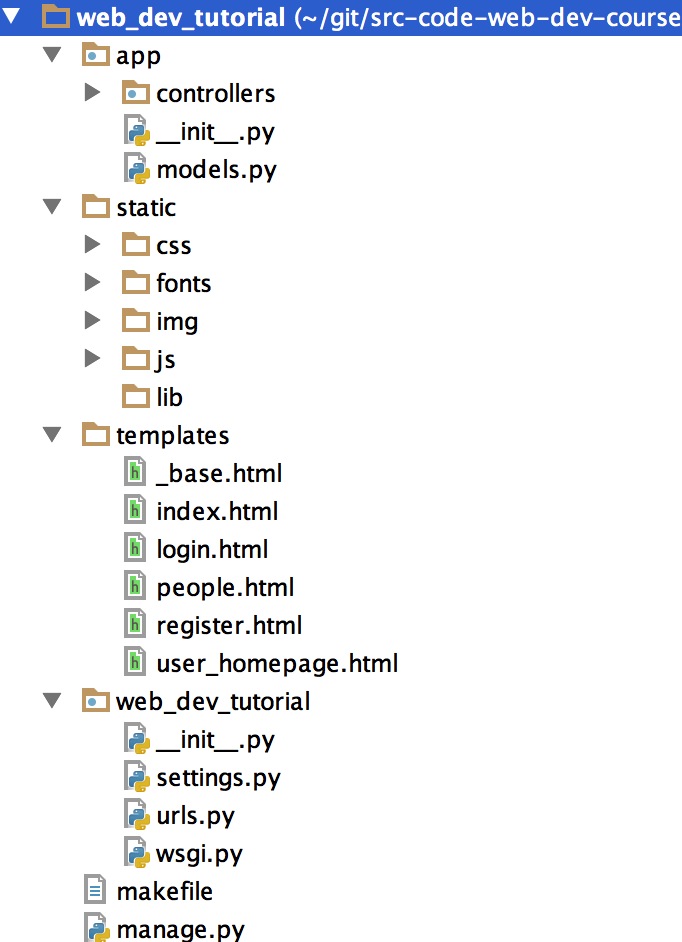 web_dev_tutorial (~/git/src-code-web-dev-course
app
controllers
__init__.py
models.py
static
css
fonts
img
js
lib
templates
_base.html
index.html
login.html
people.html
register.html
user_homepage.html
web_dev_tutorial
__init__.py
settings.py
urls.py
wsgi.py
makefile
manage.py